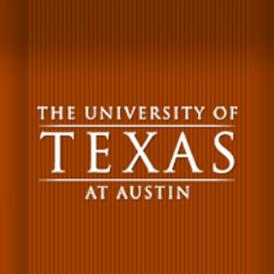 THE UNIVERSITY OF
TEXAS
AT AUSTIN